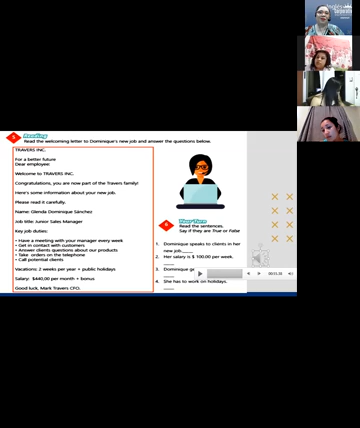 5 Reading
Read the welcoming letter to Dominique's new job and answer the questions below.
TRAVERS INC.
For a better future
Dear employee:
Welcome to TRAVERS INC.
Congratulations, you are now part of the Travers family!
Here's some information about your new job,
Please read it carefully.
Name: Glenda Dominique Sánchez
Job title: Junior Sales Manager
Key job duties:
• Have a meeting with your manager every week
• Get in contact with customers
• Answer clients questions about our products
• Take orders on the telephone
• Call potential clients
Vacations: 2 weeks per year + public holidays
Salary: $440,00 per month + bonus
Good luck, Mark Travers CFO.
Your Turn
Read the sentences.
Say if they are True or False
1. Dominique speaks to clients in her
new job.____
2. Her salary is $ 100.00 per week.
____
3. Dominique
____
4. She has to work on holidays.
____